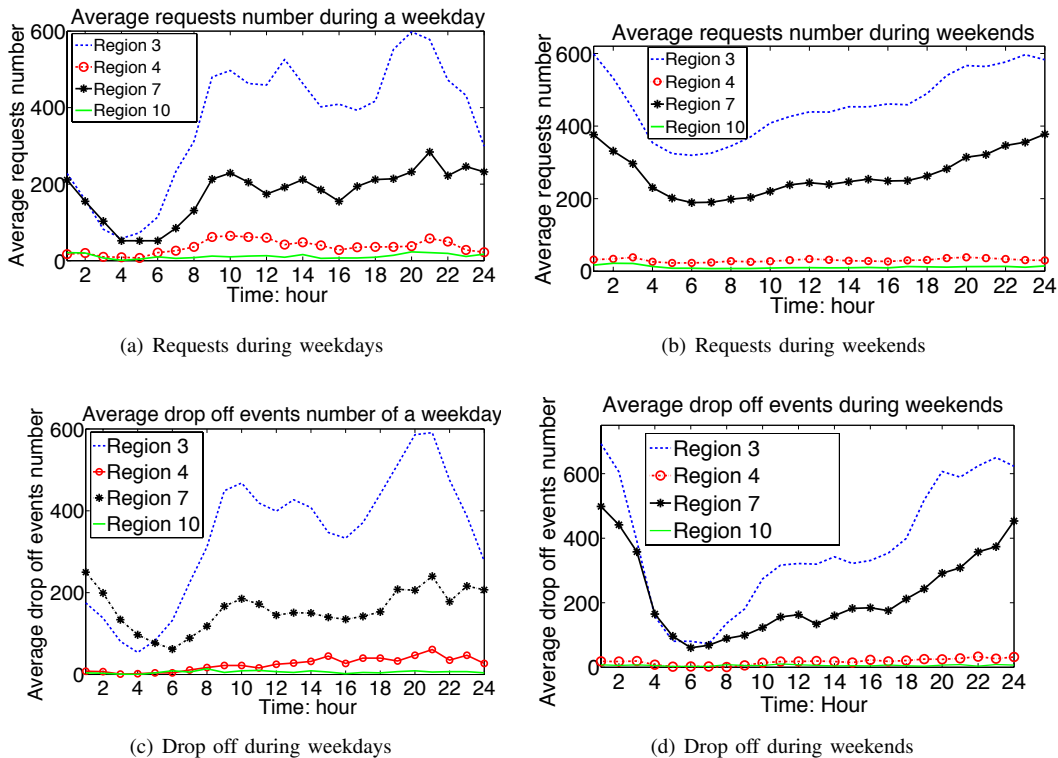 Average requests number during a weekday
Average requests number
600
400
200
0
Region 3
Region 4
Region 7
Region 10
2 4 6 8 10 12 14 16 18 20 22 24
Time: hour
(a) Requests during weekdays
Average requests number during weekends
Average requests number
600
400
200
0
Region 3
Region 4
Region 7
Region 10
2 4 6 8 10 12 14 16 18 20 22 24
Time: hour
(b) Requests during weekends
Average drop off events number of a weekday
Average drop off events number
600
400
200
0
Region 3
Region 4
Region 7
Region 10
2 4 6 8 10 12 14 16 18 20 22 24
Time: hour
(c) Drop off during weekdays
Average drop off events during weekends
Average drop off events number
600
400
200
0
Region 3
Region 4
Region 7
Region 10
2 4 6 8 10 12 14 16 18 20 22 24
Time: Hour
(d) Drop off during weekends